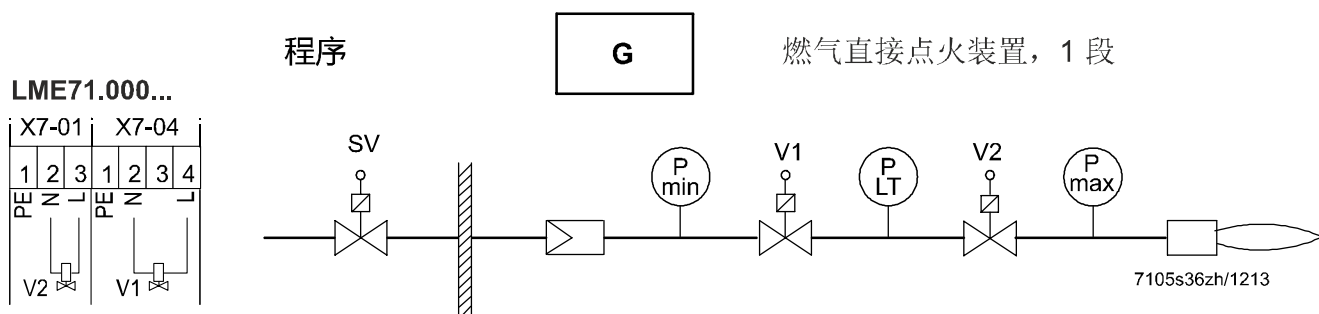 程序
G
燃气直接点火装置，1 段
LME71.000...
X7-01 X7-04
1 2 3 1 2 3 4
PE N L PE N L
V2 V1
SV
P min
V1
P LT
V2
P max
7105s36zh/1213